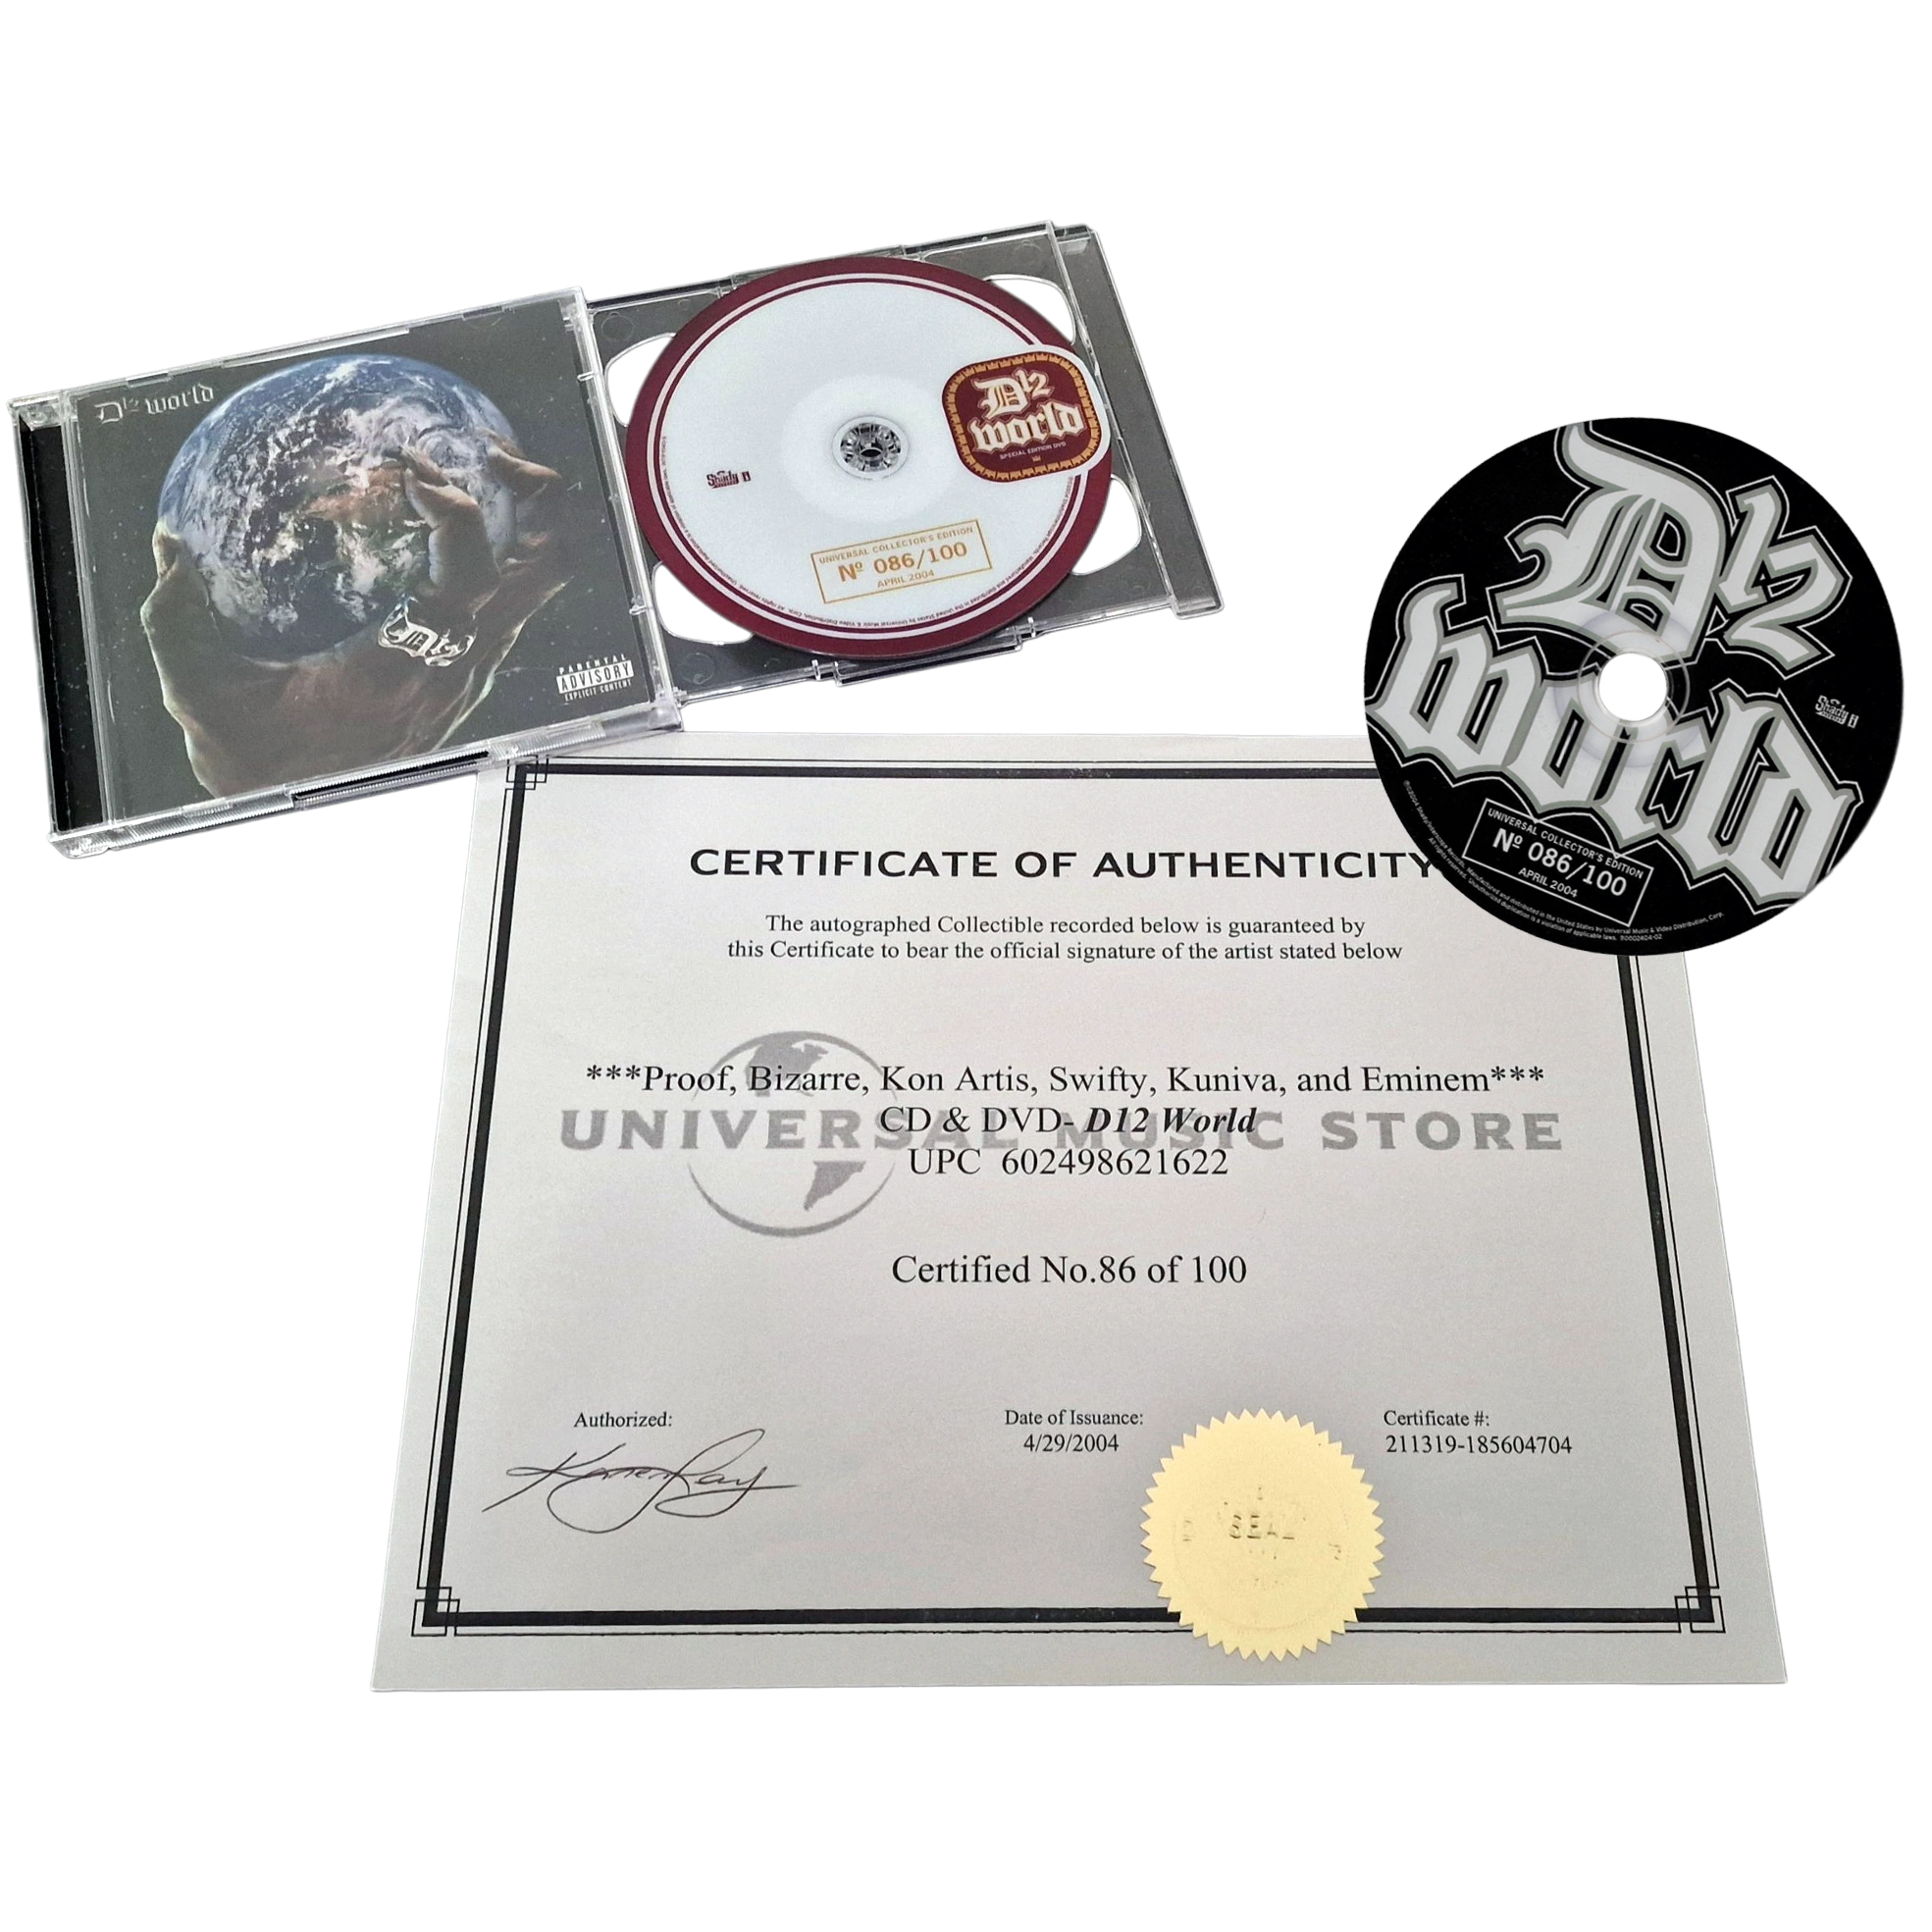 D12 world
PARENTAL
ADVISORY
EXPLICIT CONTENT
D12
D12
world
SPECIAL EDITION DVD
Shady
UNIVERSAL COLLECTOR'S EDITION
Nº 086/100
APRIL 2004
D12
world
Shady
UNIVERSAL COLLECTOR'S EDITION
Nº 086/100
APRIL 2004
CERTIFICATE OF AUTHENTICITY
The autographed Collectible recorded below is guaranteed by
this Certificate to bear the official signature of the artist stated below
***Proof, Bizarre, Kon Artis, Swifty, Kuniva, and Eminem***
CD & DVD- D12 World
UNIVERSAL MUSIC STORE
UPC 602498621622
Certified No.86 of 100
Authorized:
Date of Issuance:
4/29/2004
Certificate #:
211319-185604704
SEAL